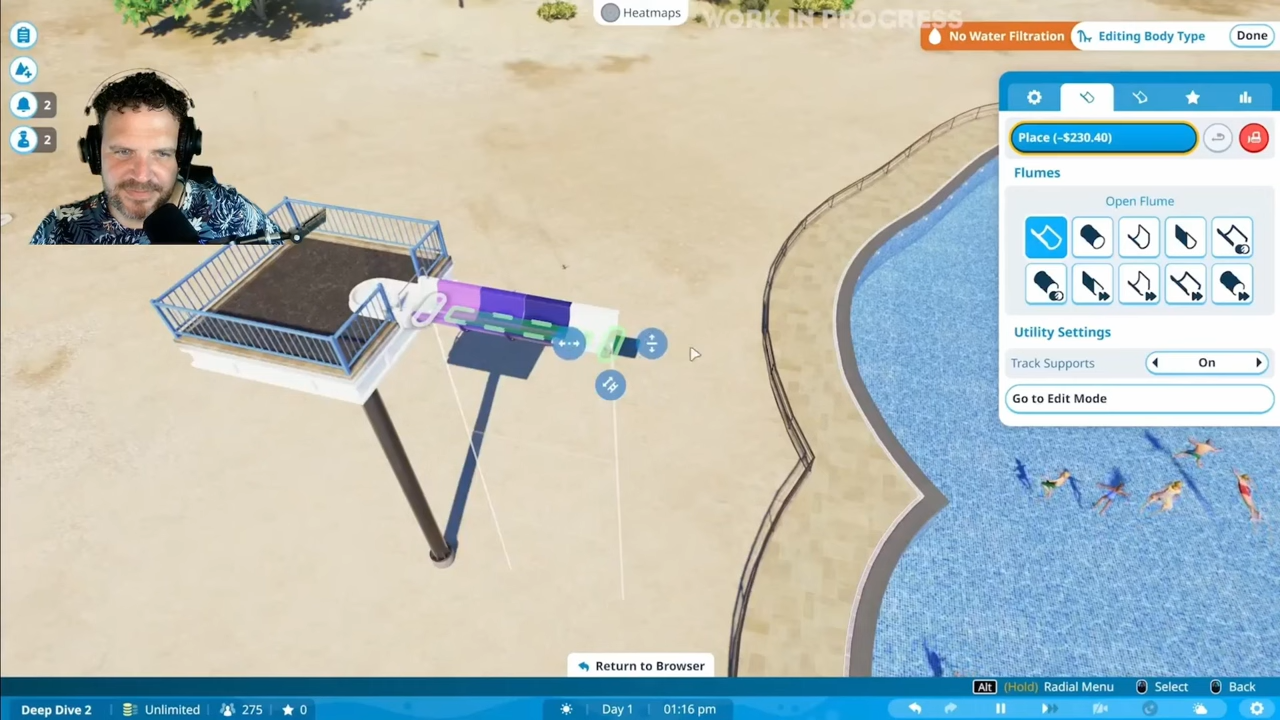 Heatmaps
WORK IN PROGRESS
No Water Filtration
Editing Body Type
Done
2
2
Place (-$230.40)
Flumes
Open Flume
Utility Settings
Track Supports
On
Go to Edit Mode
Return to Browser
Alt (Hold) Radial Menu
Select
Back
Deep Dive 2
Unlimited
275
0
Day 1
01:16 pm